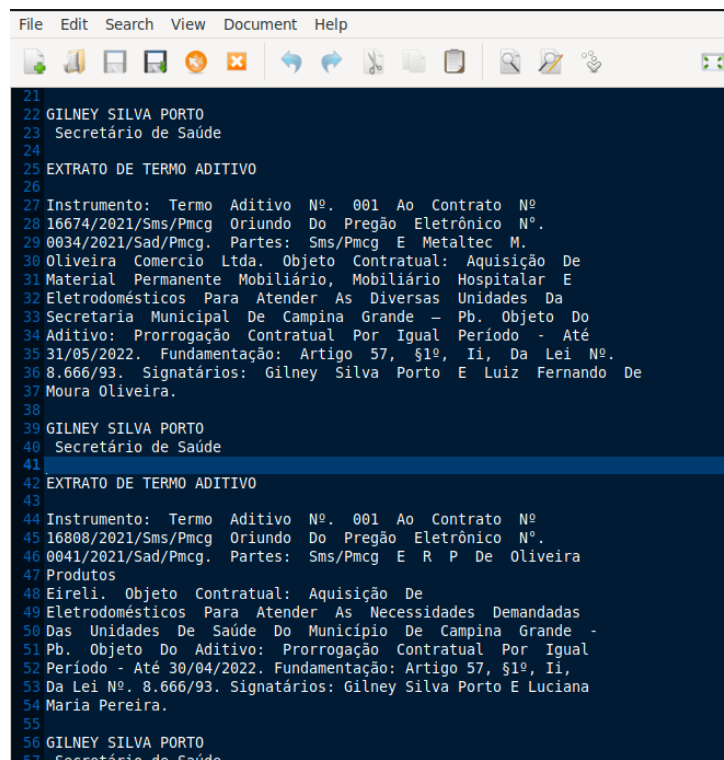 File Edit Search View Document Help
21
22 GILNEY SILVA PORTO
23 Secretário de Saúde
24
25 EXTRATO DE TERMO ADITIVO
26
27 Instrumento: Termo Aditivo Nº. 001 Ao Contrato Nº
28 16674/2021/Sms/Pmcg Oriundo Do Pregão Eletrônico N°.
29 0034/2021/Sad/Pmcg. Partes: Sms/Pmcg E Metaltec M.
30 Oliveira Comercio Ltda. Objeto Contratual: Aquisição De
31 Material Permanente Mobiliário, Mobiliário Hospitalar E
32 Eletrodomésticos Para Atender As Diversas Unidades Da
33 Secretaria Municipal De Campina Grande – Pb. Objeto Do
34 Aditivo: Prorrogação Contratual Por Igual Período - Até
35 31/05/2022. Fundamentação: Artigo 57, §1º, Ii, Da Lei Nº.
36 8.666/93. Signatários: Gilney Silva Porto E Luiz Fernando De
37 Moura Oliveira.
38
39 GILNEY SILVA PORTO
40 Secretário de Saúde
41
42 EXTRATO DE TERMO ADITIVO
43
44 Instrumento: Termo Aditivo Nº. 001 Ao Contrato Nº
45 16808/2021/Sms/Pmcg Oriundo Do Pregão Eletrônico N°.
46 0041/2021/Sad/Pmcg. Partes: Sms/Pmcg E R P De Oliveira
47 Produtos
48 Eireli. Objeto Contratual: Aquisição De
49 Eletrodomésticos Para Atender As Necessidades Demandadas
50 Das Unidades De Saúde Do Município De Campina Grande -
51 Pb. Objeto Do Aditivo: Prorrogação Contratual Por Igual
52 Período - Até 30/04/2022. Fundamentação: Artigo 57, §1º, Ii,
53 Da Lei Nº. 8.666/93. Signatários: Gilney Silva Porto E Luciana
54 Maria Pereira.
55
56 GILNEY SILVA PORTO
57 Secretário de Saúde